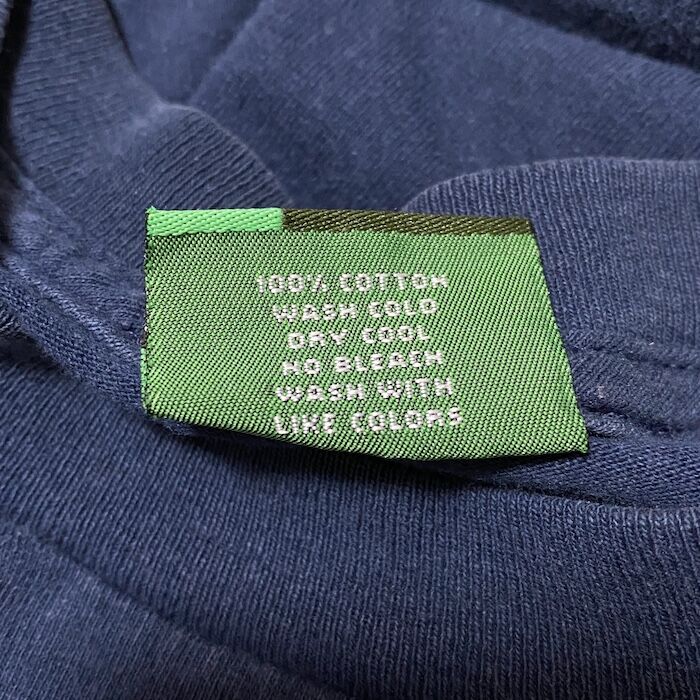 100% COTTON
WASH COLD
DRY COOL
NO BLEACH
WASH WITH
LIKE COLORS